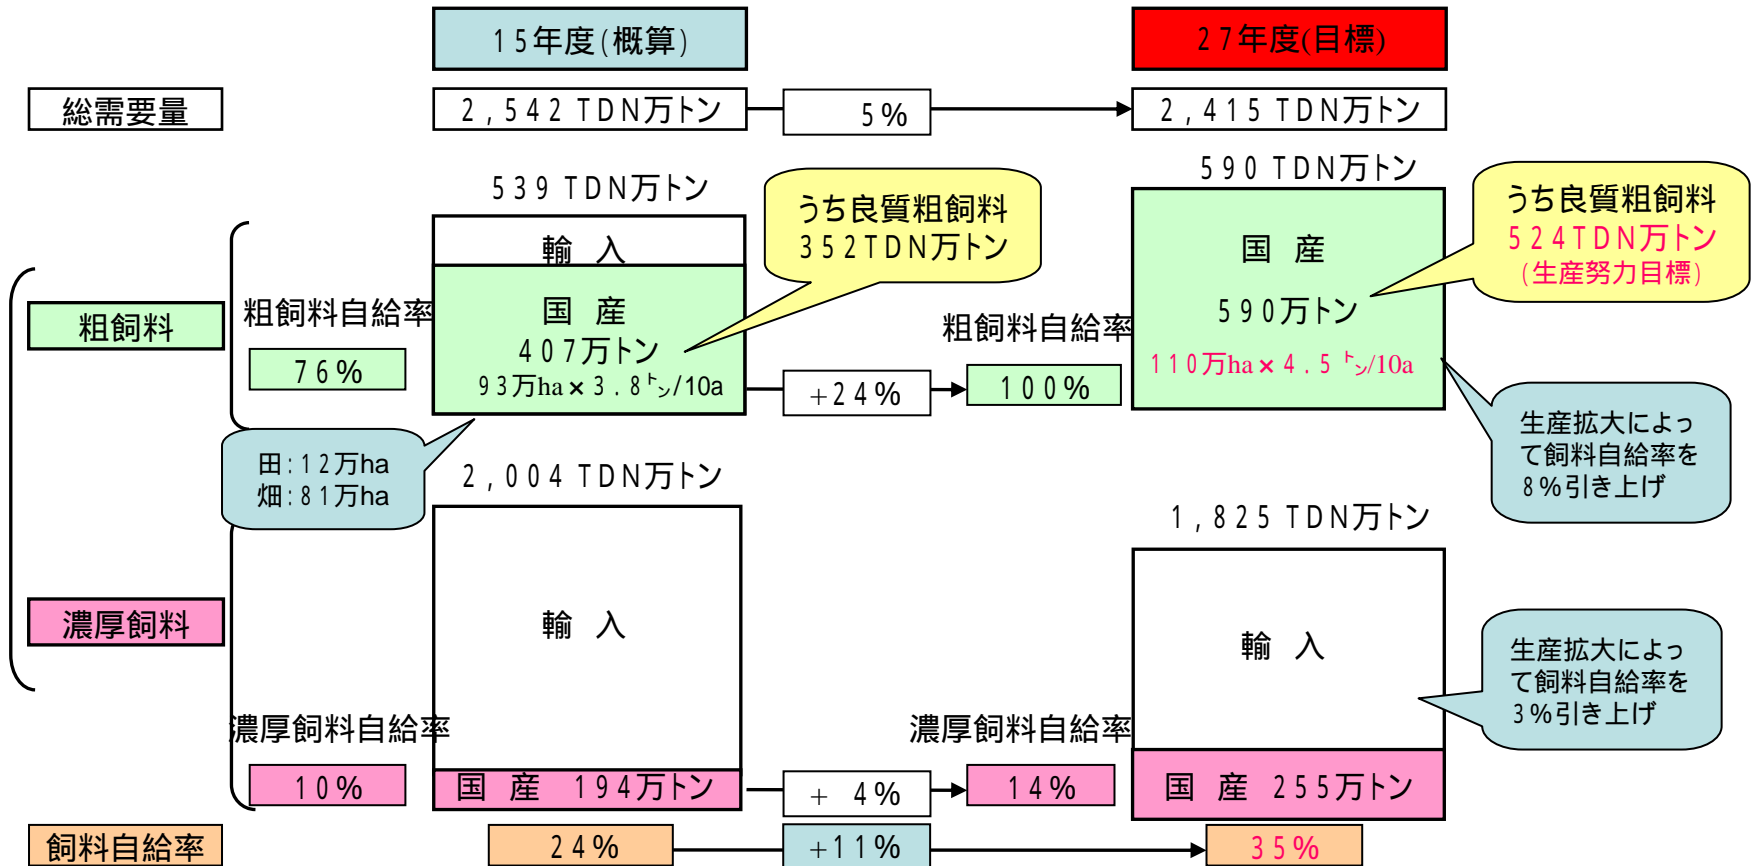 15年度(概算)
27年度(目標)
総需要量
2,542 TDN万トン
5%
2,415 TDN万トン
539 TDN万トン
590 TDN万トン
うち良質粗飼料
352TDN万トン
うち良質粗飼料
524TDN万トン
(生産努力目標)
輸 入
国 産
407万トン
93万ha×3.8㌧/10a
国 産
590万トン
110万ha×4.5㌧/10a
粗飼料
粗飼料自給率
76%
+24%
粗飼料自給率
100%
田:12万ha
畑:81万ha
生産拡大によっ
て飼料自給率を
8%引き上げ
2,004 TDN万トン
1,825 TDN万トン
濃厚飼料
輸 入
輸 入
生産拡大によっ
て飼料自給率を
3%引き上げ
濃厚飼料自給率
10%
国 産 194万トン
+ 4%
濃厚飼料自給率
14%
国 産 255万トン
飼料自給率
24%
+11%
35%